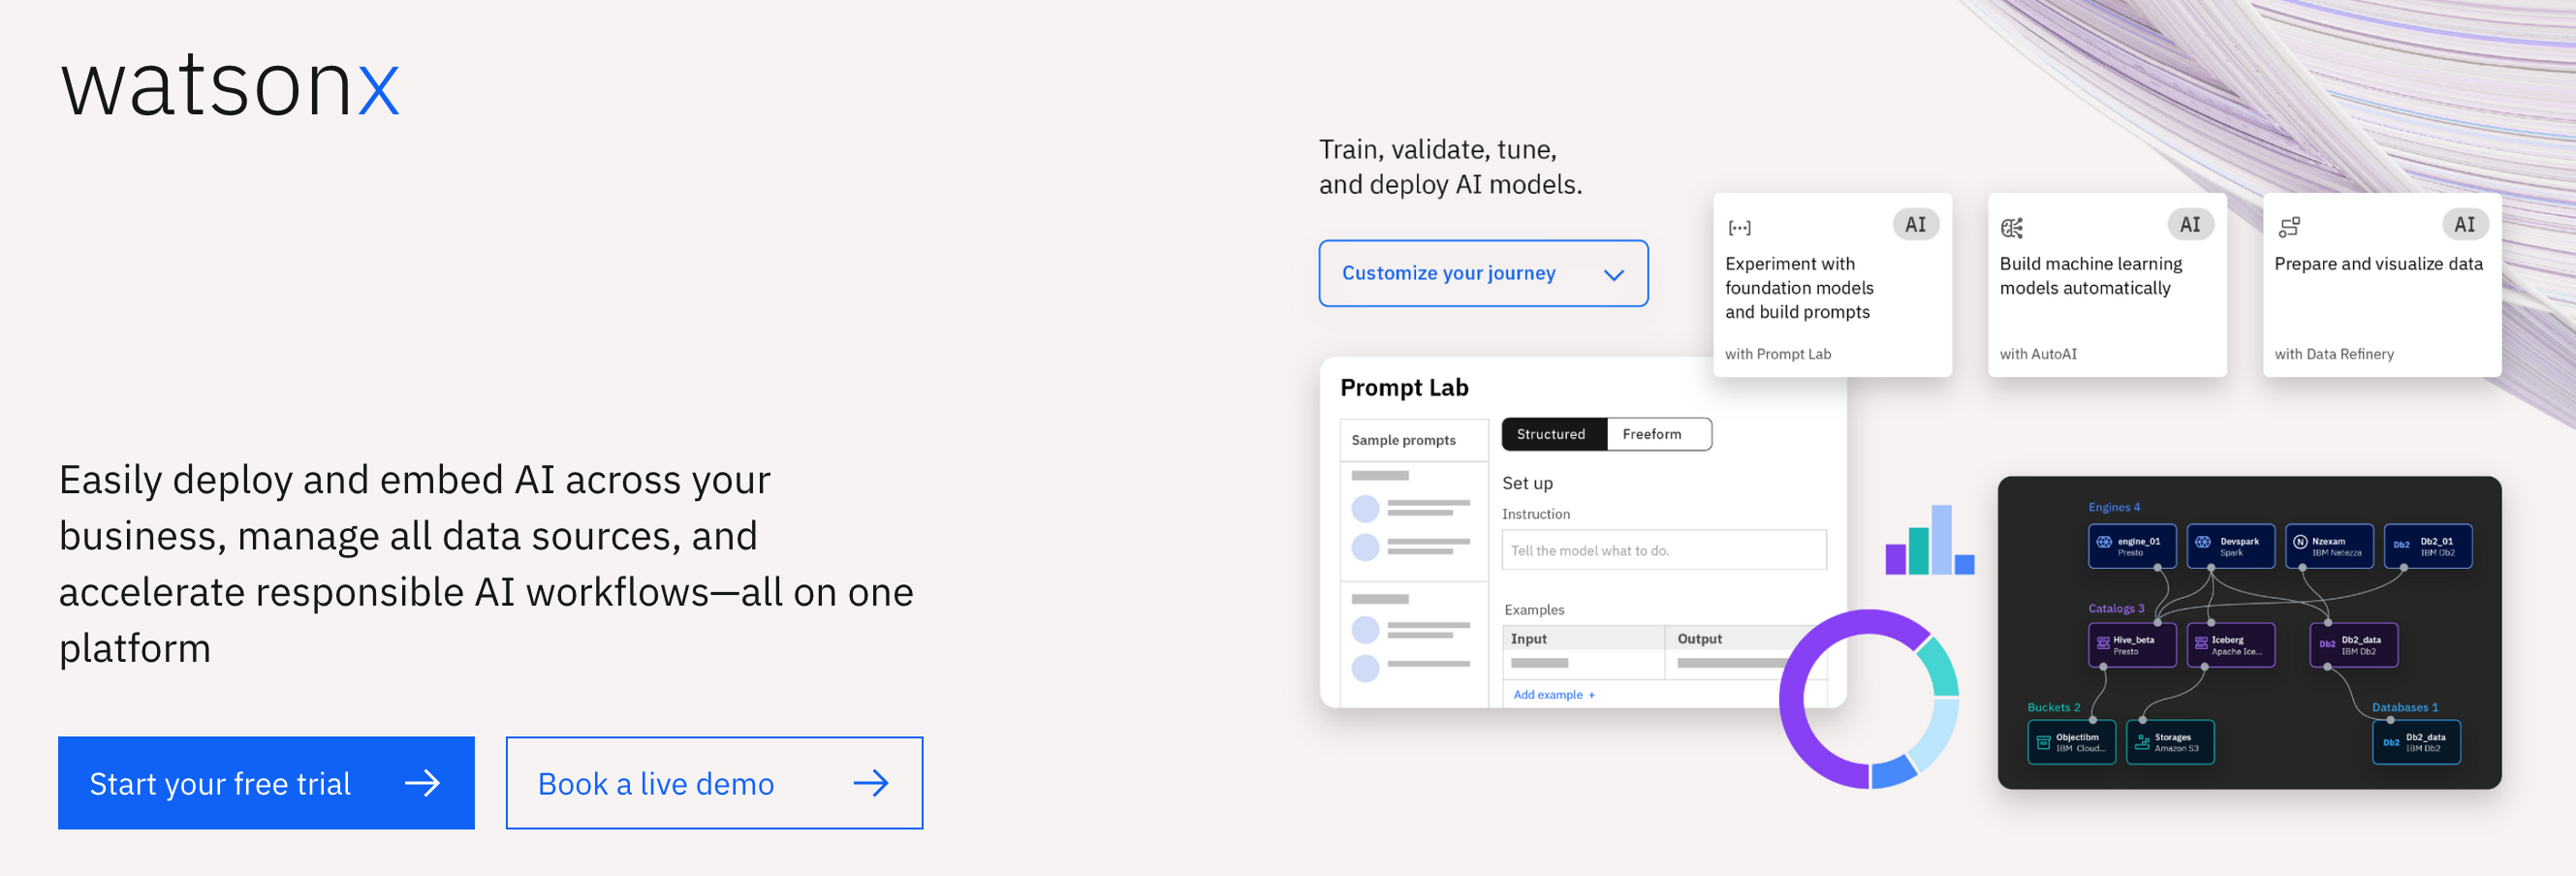 watsonx
Easily deploy and embed AI across your
business, manage all data sources, and
accelerate responsible AI workflows—all on one
platform
Start your free trial
Book a live demo
Train, validate, tune,
and deploy AI models.
Customize your journey
AI
Experiment with
foundation models
and build prompts
with Prompt Lab
AI
Build machine learning
models automatically
with AutoAI
AI
Prepare and visualize data
with Data Refinery
Prompt Lab
Sample prompts
Structured
Freeform
Set up
Instruction
Tell the model what to do.
Examples
Input
Output
Add example +
Engines 4
engine_01
Presto
Devspark
Spark
N
Nzexam
IBM Netezza
Db2
Db2_01
IBM Db2
Catalogs 3
Hive_beta
Presto
Iceberg
Apache Ice...
Db2
Db2_data
IBM Db2
Buckets 2
Objectibm
IBM Cloud...
Storages
Amazon S3
Databases 1
Db2
Db2_data
IBM Db2